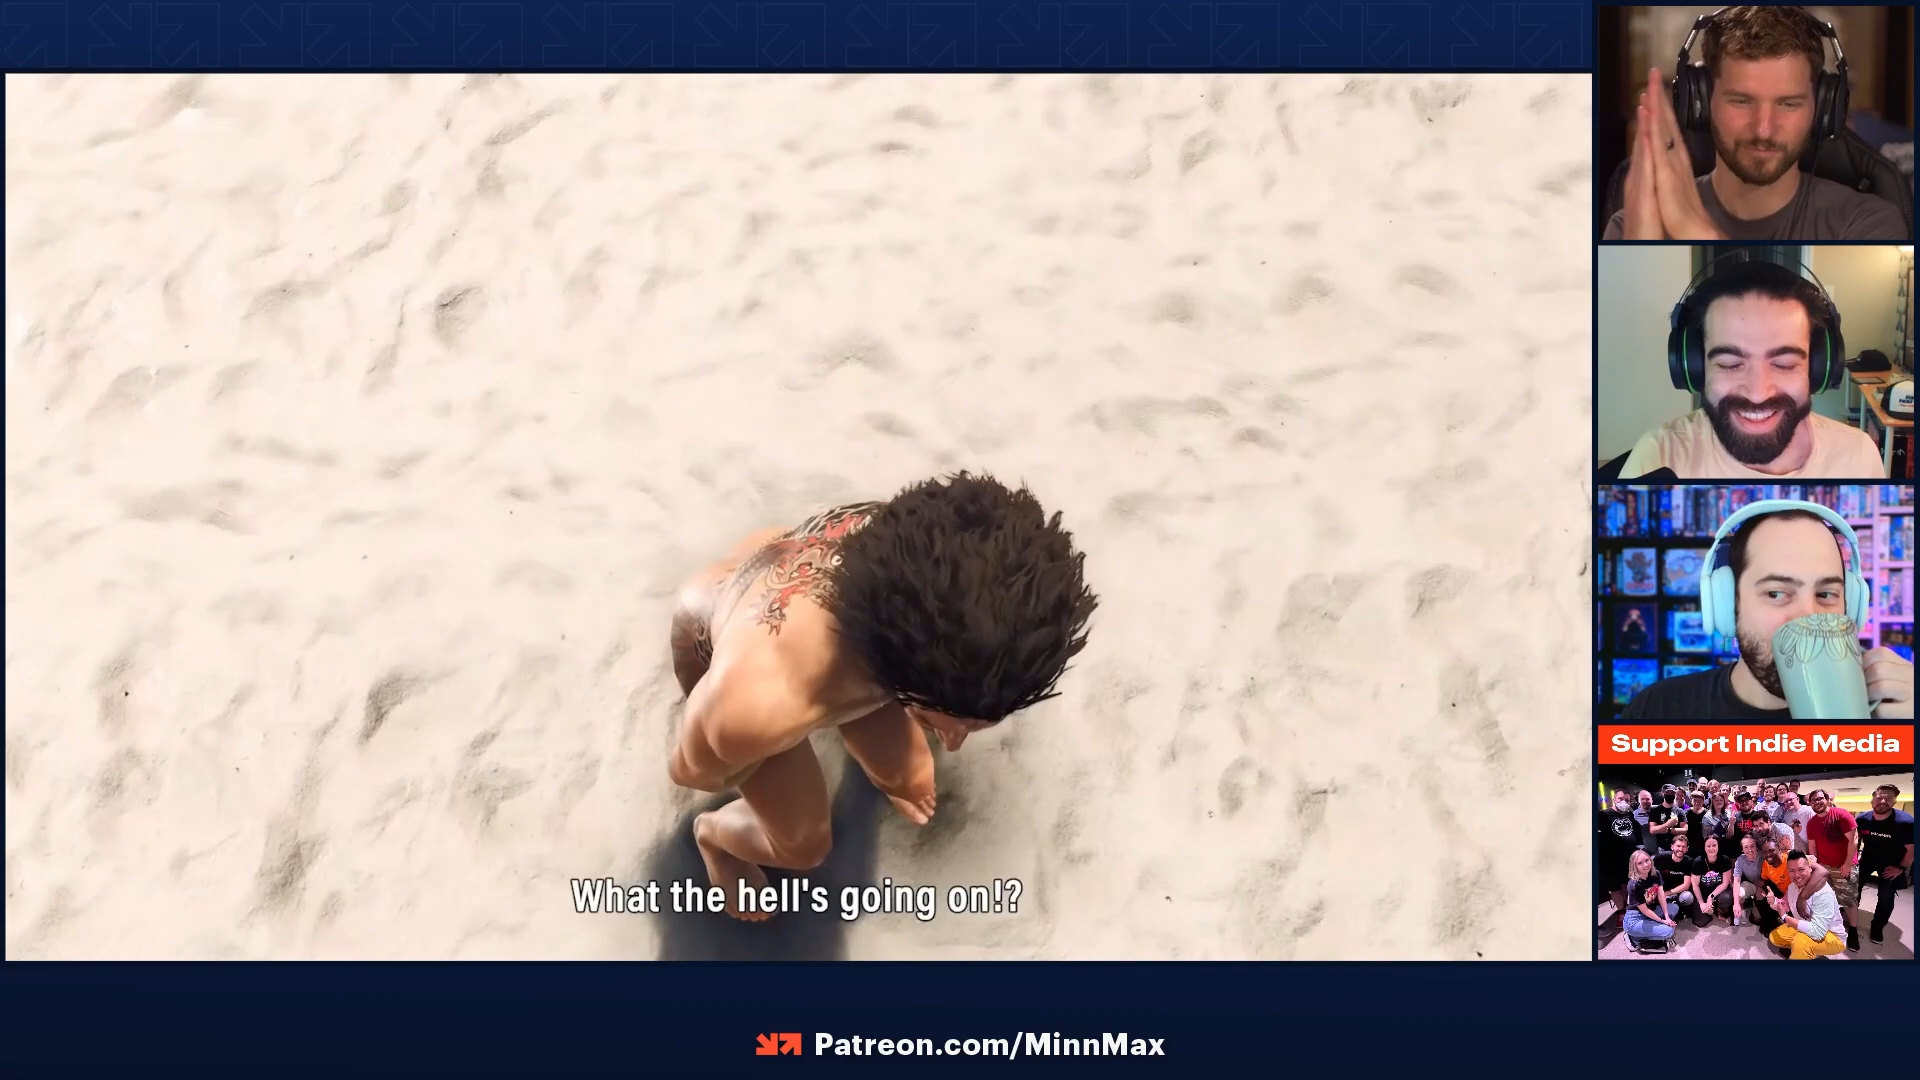 Support Indie Media
What the hell's going on!?
Patreon.com/MinnMax